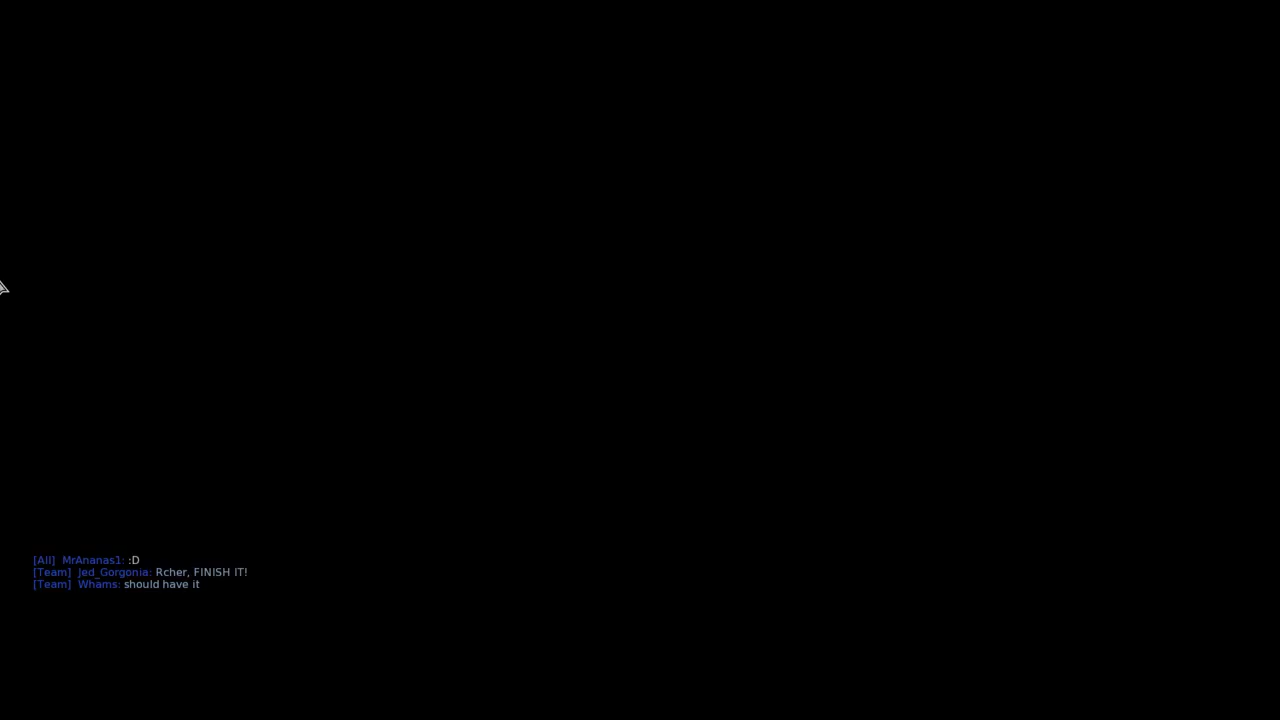 [All] MrAnanas1: :D
[Team] Jed_Gorgonia: Rcher, FINISH IT!
[Team] Whams: should have it